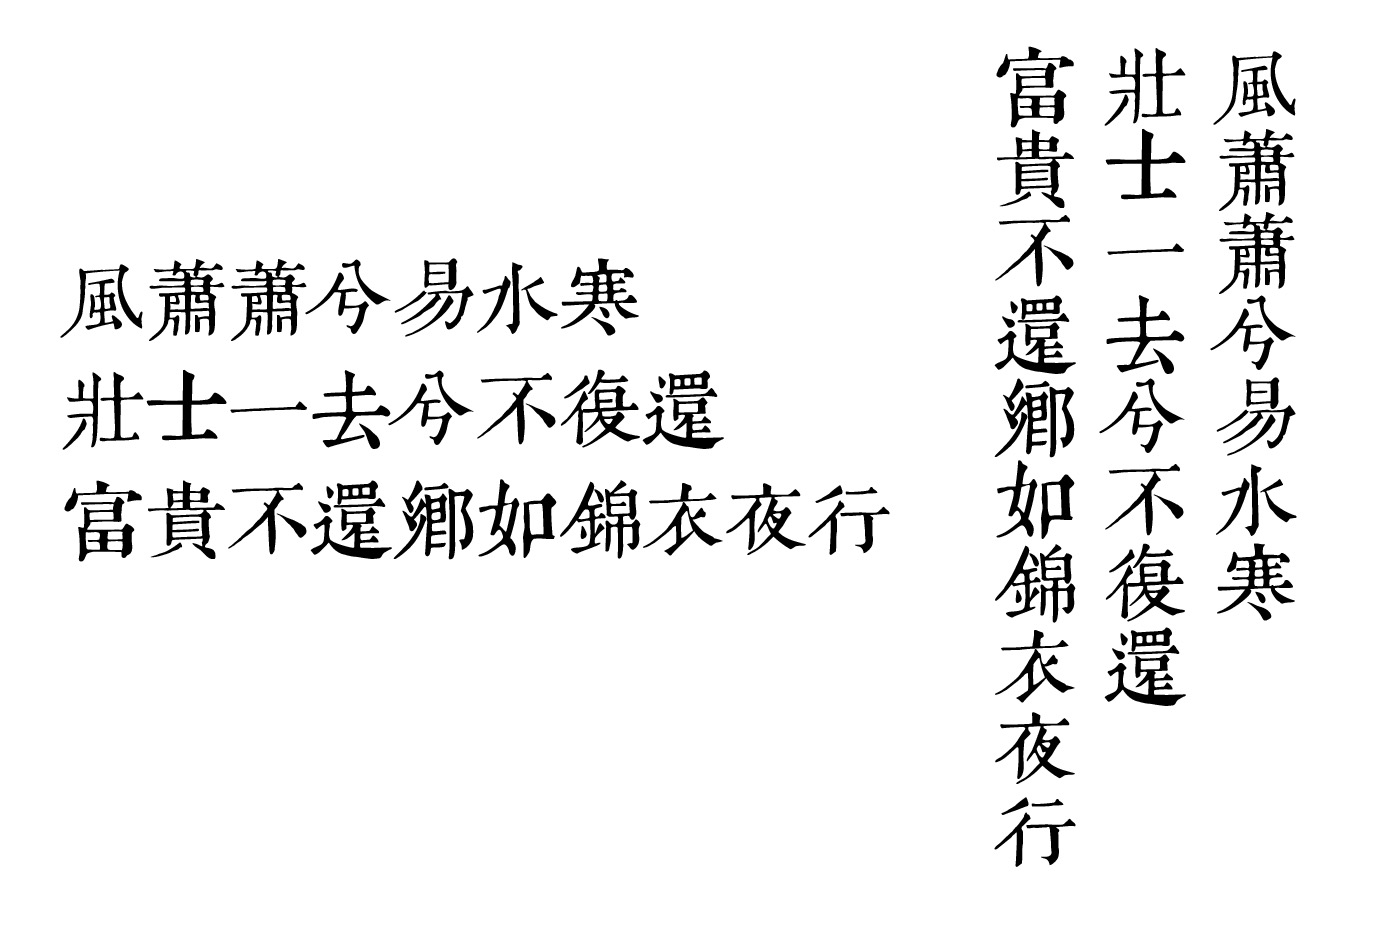 風蕭蕭兮易水寒
壯士一去兮不復還
富貴不還鄉如錦衣夜行
風蕭蕭兮易水寒
壯士一去兮不復還
富貴不還鄉如錦衣夜行